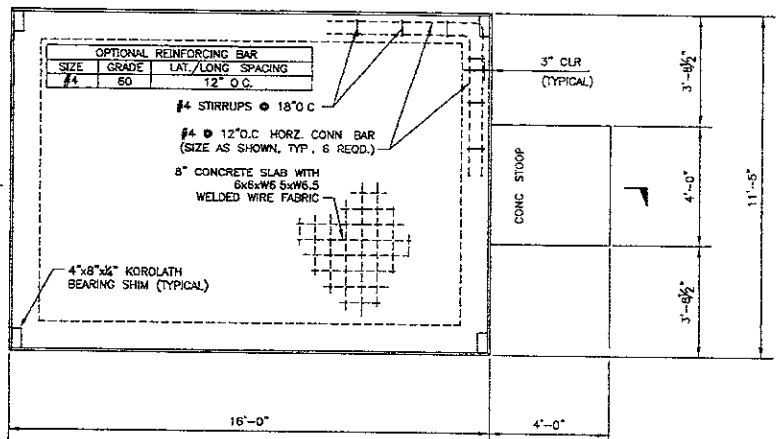 OPTIONAL REINFORCING BAR
SIZE GRADE LAT./LONG SPACING
#4 60 12" O C.
#4 STIRRUPS @ 18"O C
#4 @ 12"O.C HORZ. CONN BAR
(SIZE AS SHOWN, TYP, 6 REQD.)
8" CONCRETE SLAB WITH
6x6xW6 5xW6.5
WELDED WIRE FABRIC
4"x8"x¼" KOROLATH
BEARING SHIM (TYPICAL)
3" CLR
(TYPICAL)
CONC STOOP
3'-8½"
4'-0"
3'-8½"
11'-5"
16'-0"
4'-0"